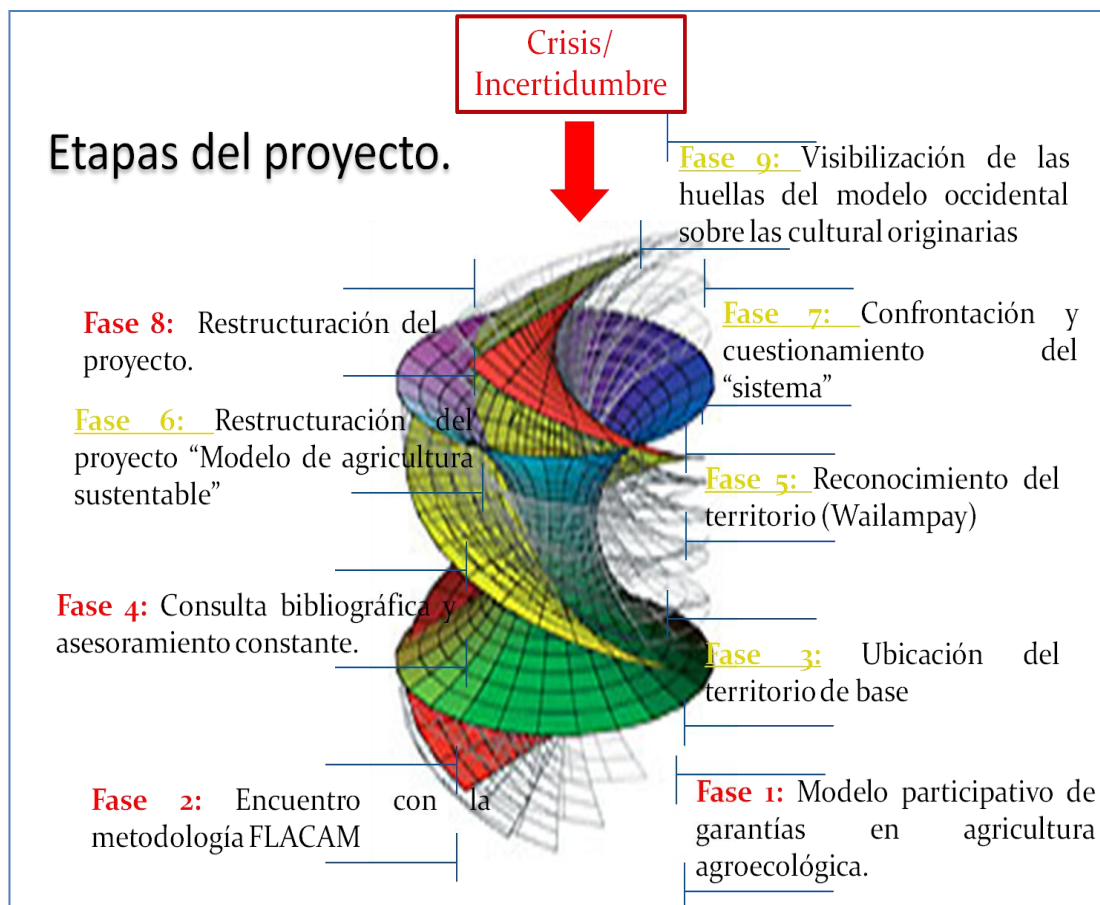 Crisis/
Incertidumbre
Etapas del proyecto.
Fase 9: Visibilización de las
huellas del modelo occidental
sobre las cultural originarias
Fase 8: Restructuración del
proyecto.
Fase 7: Confrontación y
cuestionamiento del
“sistema”
Fase 6: Restructuración del
proyecto “Modelo de agricultura
sustentable”
Fase 5: Reconocimiento del
territorio (Wailampay)
Fase 4: Consulta bibliográfica y
asesoramiento constante.
Fase 3: Ubicación del
territorio de base
Fase 2: Encuentro con la
metodología FLACAM
Fase 1: Modelo participativo de
garantías en agricultura
agroecológica.